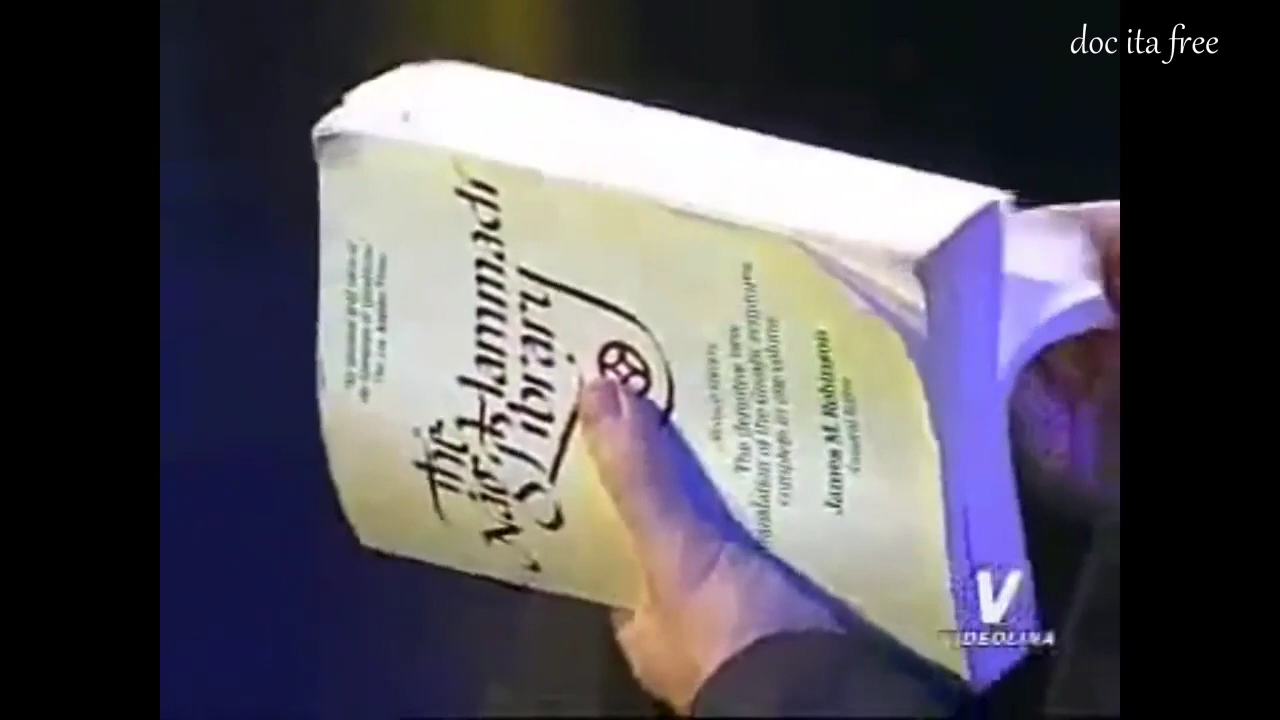 doc ita free
The
Nag Hammadi
Library
The definitive new
translation of the Gnostic scriptures
complete in one volume
James M. Robinson
General Editor
V
VIDEOLINA